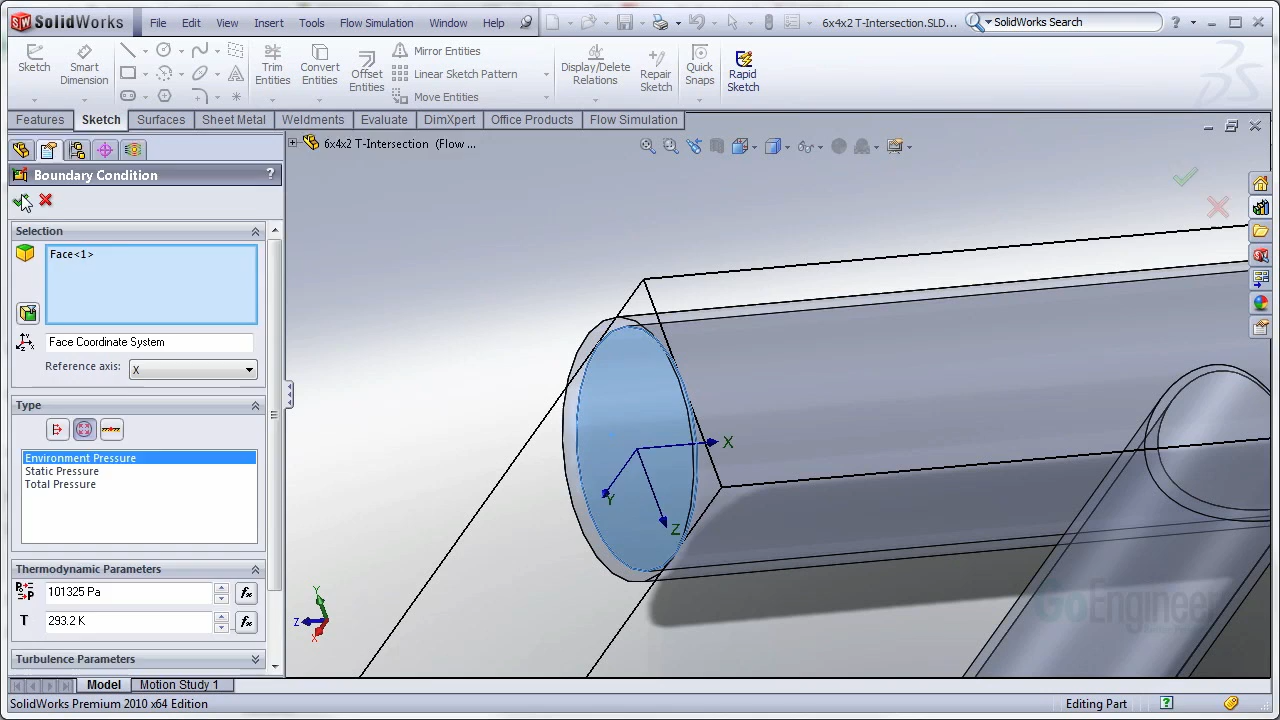 SolidWorks File Edit View Insert Tools Flow Simulation Window Help 6x4x2 T-Intersection.SLD... SolidWorks Search ?
Sketch Smart Dimension Trim Entities Convert Entities Offset Entities Mirror Entities Linear Sketch Pattern Move Entities Display/Delete Relations Repair Sketch Quick Snaps Rapid Sketch
Features Sketch Surfaces Sheet Metal Weldments Evaluate DimXpert Office Products Flow Simulation
6x4x2 T-Intersection (Flow ...
Boundary Condition ?
Selection
Face<1>
Face Coordinate System
Reference axis: X
Type
Environment Pressure
Static Pressure
Total Pressure
Thermodynamic Parameters
P 101325 Pa fx
T 293.2 K fx
Turbulence Parameters
X
Y
Z
Y
Z
X
GoEngineer
Model Motion Study 1
SolidWorks Premium 2010 x64 Edition Editing Part ?